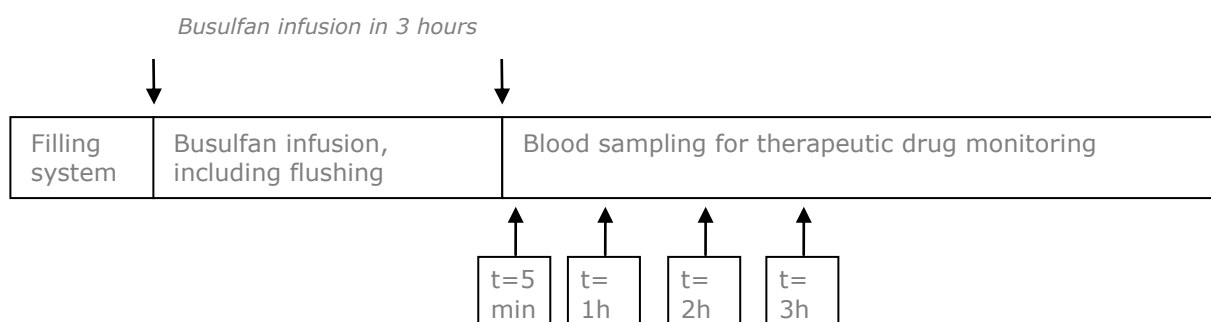 Busulfan infusion in 3 hours
Filling
system
Busulfan infusion,
including flushing
Blood sampling for therapeutic drug monitoring
t=5
min
t=
1h
t=
2h
t=
3h